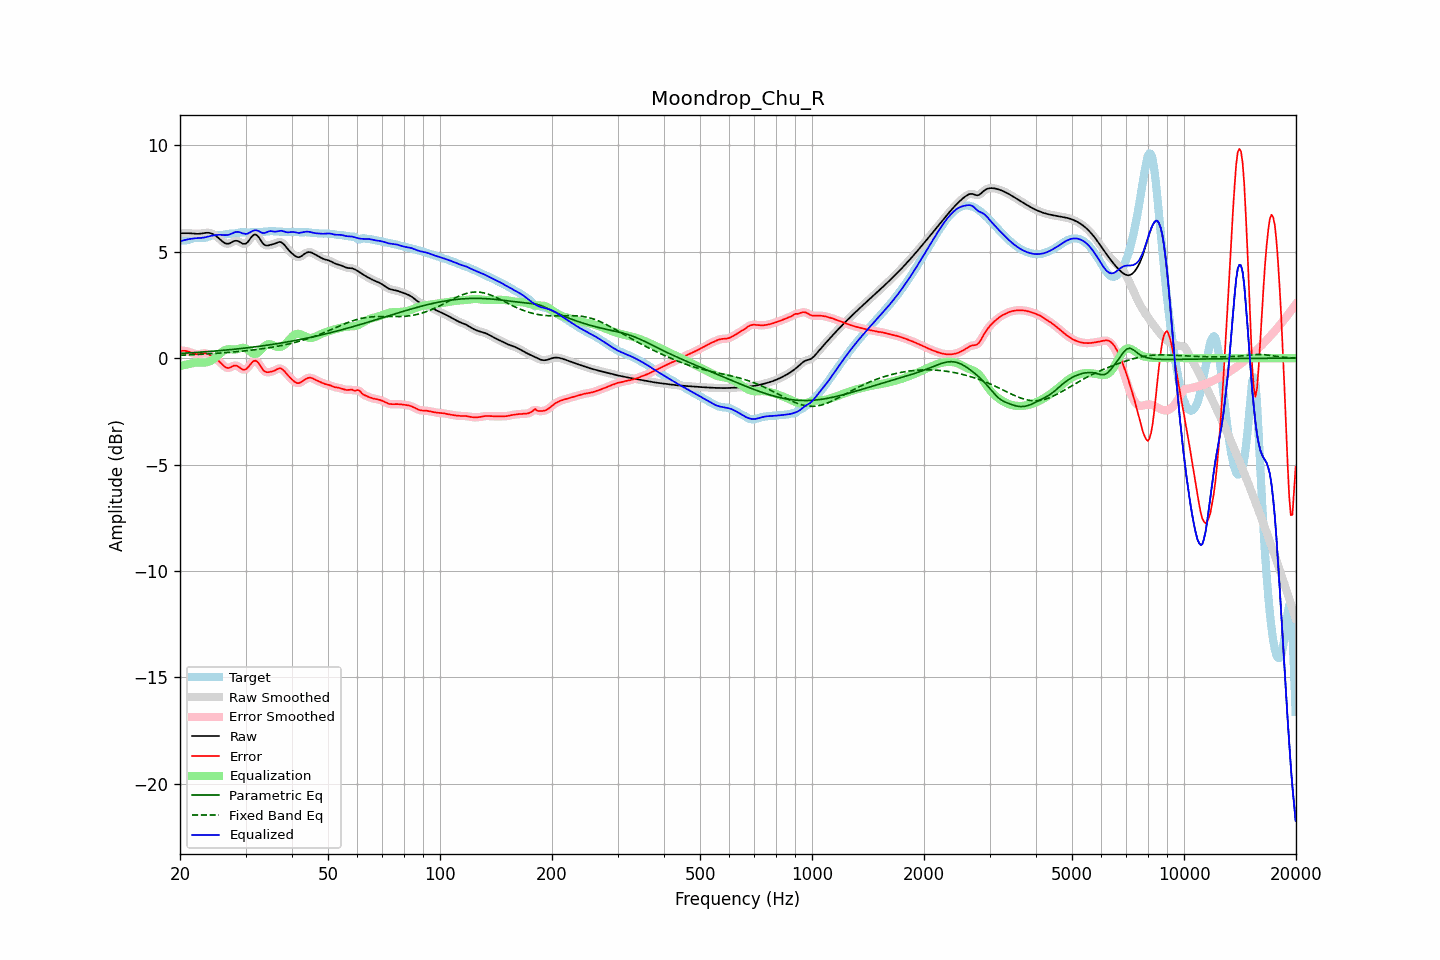 Moondrop_Chu_R
Amplitude (dBr)
10
5
0
−5
−10
−15
−20
Target
Raw Smoothed
Error Smoothed
Raw
Error
Equalization
Parametric Eq
Fixed Band Eq
Equalized
20 50 100 200 500 1000 2000 5000 10000 20000
Frequency (Hz)